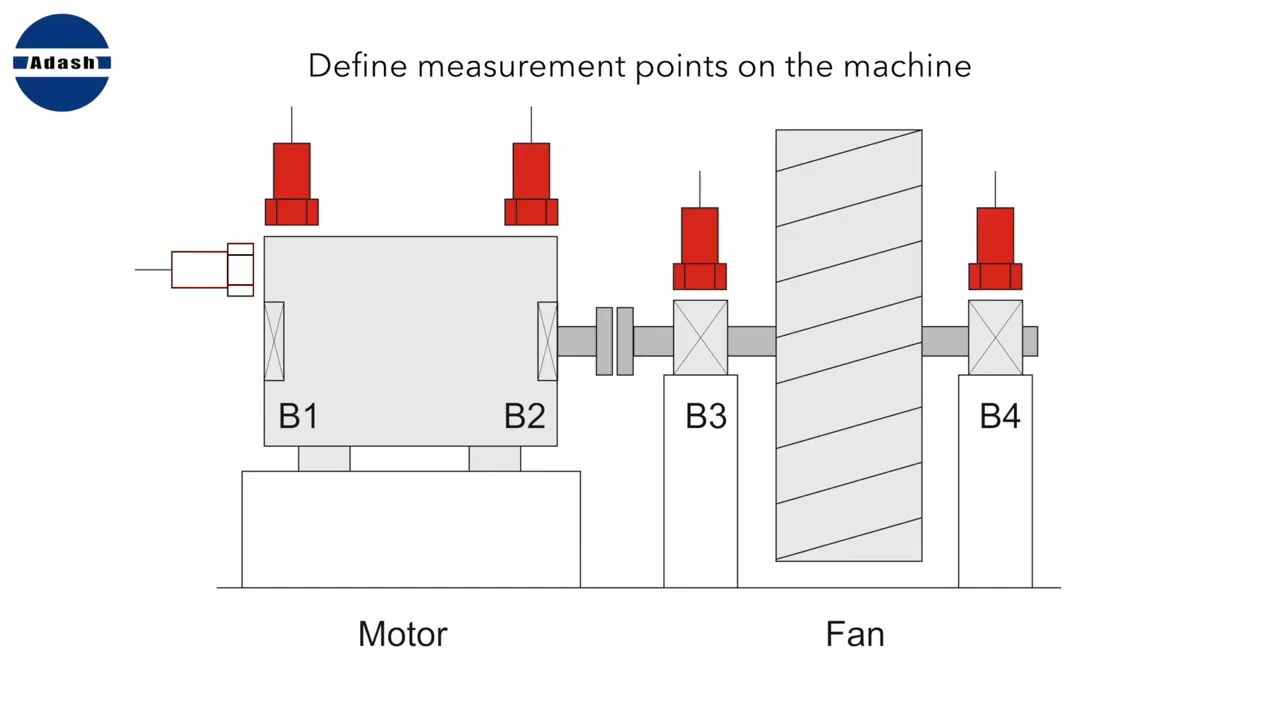 Adash
Define measurement points on the machine
B1
B2
B3
B4
Motor
Fan